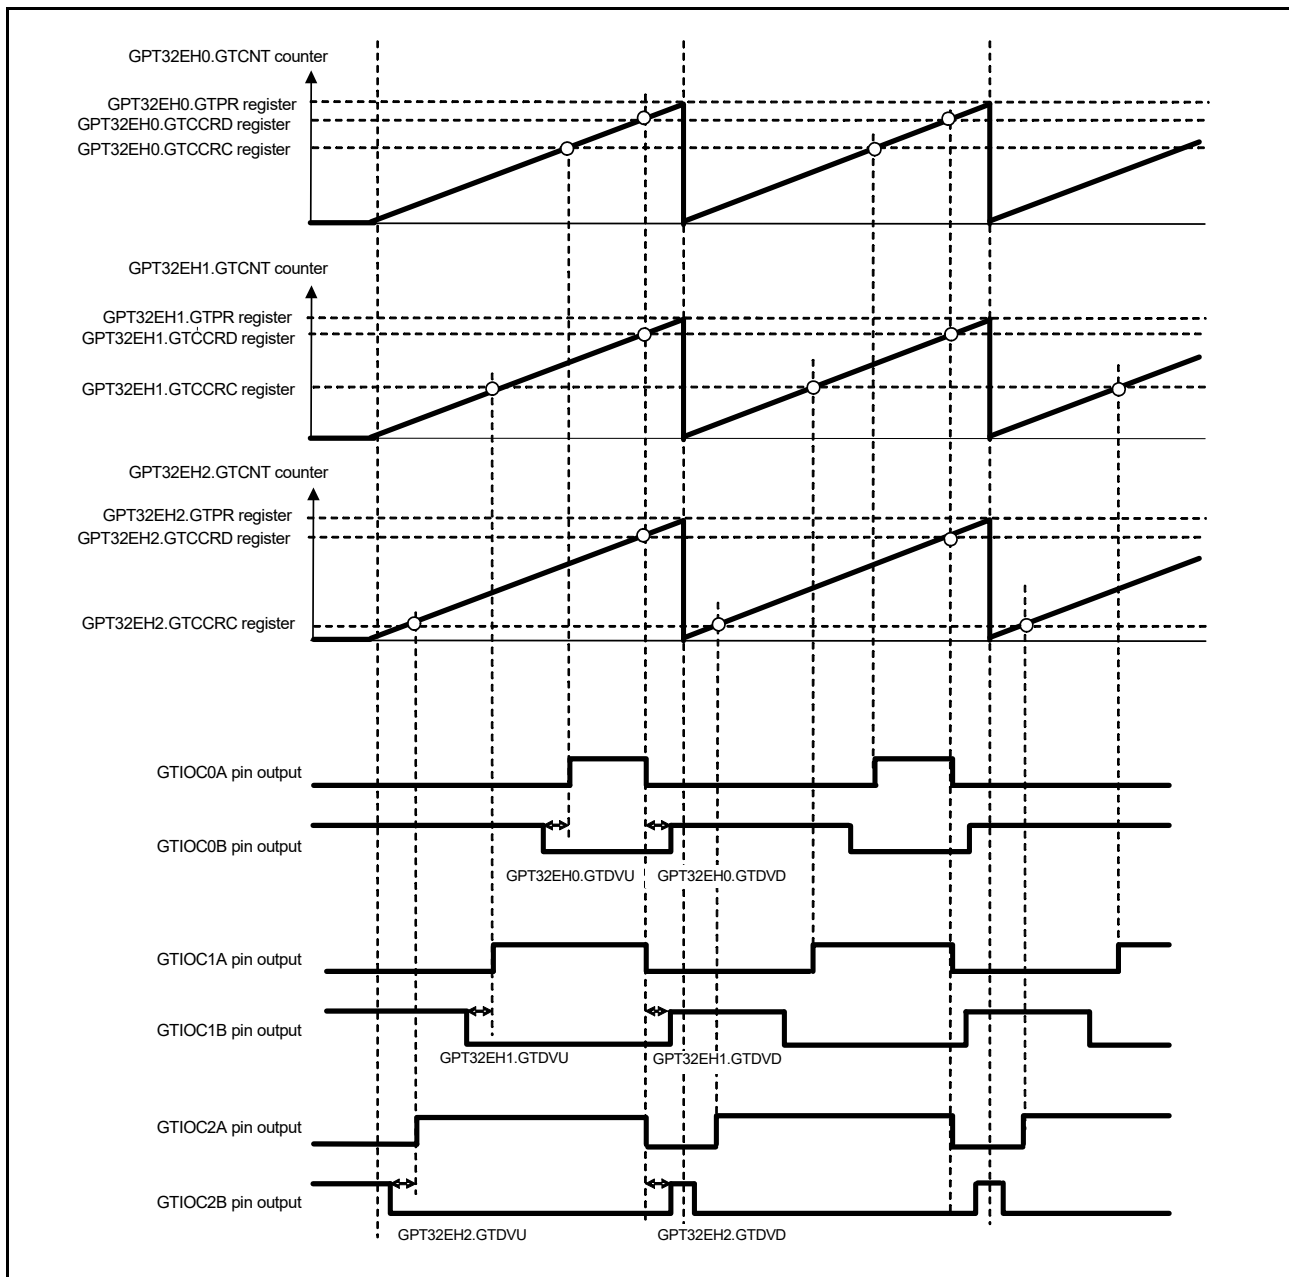 GPT32EH0.GTCNT counter
GPT32EH0.GTPR register
GPT32EH0.GTCCRD register
GPT32EH0.GTCCRC register
GPT32EH1.GTCNT counter
GPT32EH1.GTPR register
GPT32EH1.GTCCRD register
GPT32EH1.GTCCRC register
GPT32EH2.GTCNT counter
GPT32EH2.GTPR register
GPT32EH2.GTCCRD register
GPT32EH2.GTCCRC register
GTIOC0A pin output
GTIOC0B pin output
GPT32EH0.GTDVU GPT32EH0.GTDVD
GTIOC1A pin output
GTIOC1B pin output
GPT32EH1.GTDVU GPT32EH1.GTDVD
GTIOC2A pin output
GTIOC2B pin output
GPT32EH2.GTDVU GPT32EH2.GTDVD